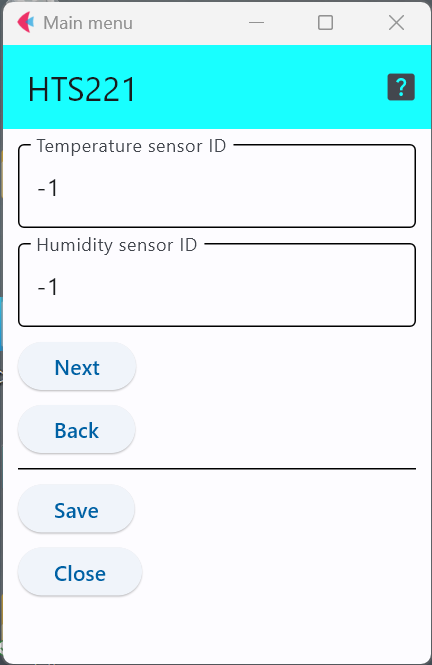 Main menu
HTS221
Temperature sensor ID
-1
Humidity sensor ID
-1
Next
Back
Save
Close